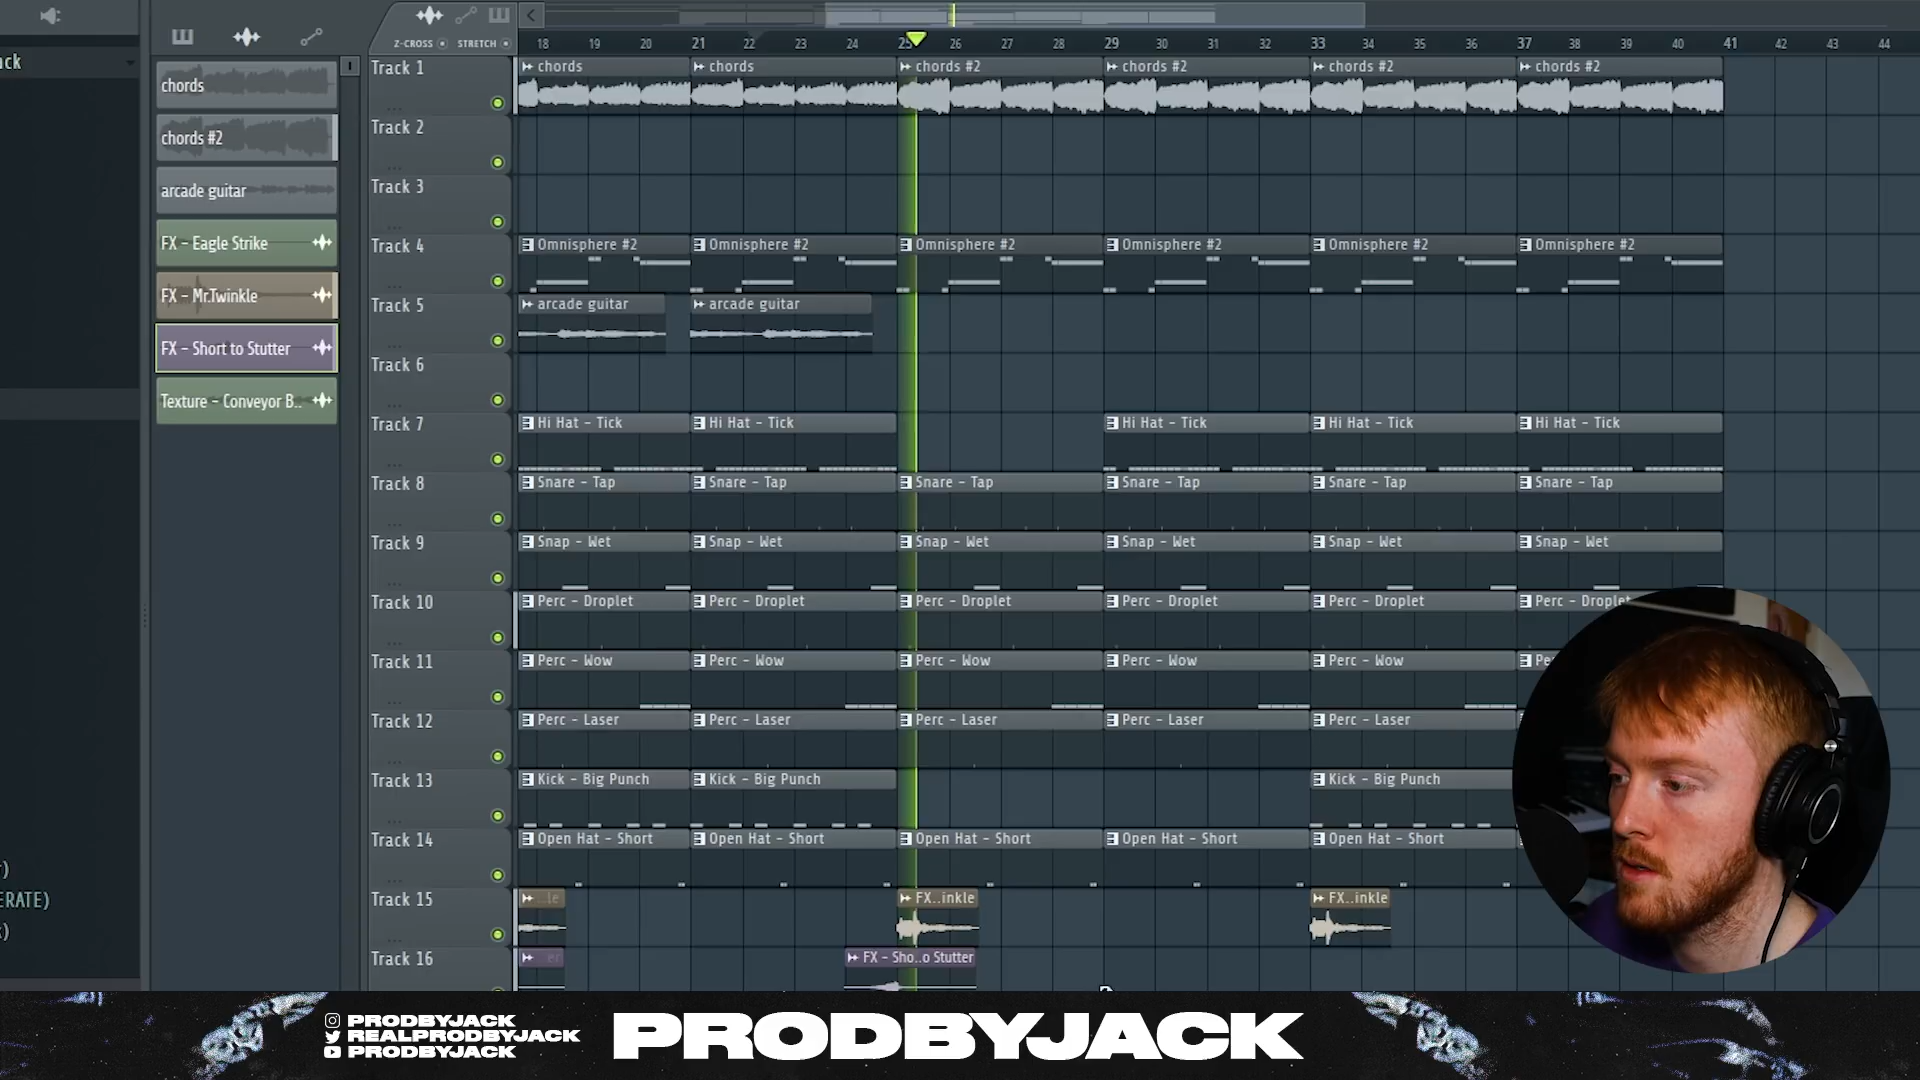 ck
Z-CROSS STRETCH
18 19 20 21 22 23 24 25 26 27 28 29 30 31 32 33 34 35 36 37 38 39 40 41 42 43 44
chords
chords #2
arcade guitar
FX - Eagle Strike
FX - Mr.Twinkle
FX - Short to Stutter
Texture - Conveyor B..
Track 1 chords chords chords #2 chords #2 chords #2 chords #2
Track 2
Track 3
Track 4 Omnisphere #2 Omnisphere #2 Omnisphere #2 Omnisphere #2 Omnisphere #2 Omnisphere #2
Track 5 arcade guitar arcade guitar
Track 6
Track 7 Hi Hat - Tick Hi Hat - Tick Hi Hat - Tick Hi Hat - Tick Hi Hat - Tick
Track 8 Snare - Tap Snare - Tap Snare - Tap Snare - Tap Snare - Tap Snare - Tap
Track 9 Snap - Wet Snap - Wet Snap - Wet Snap - Wet Snap - Wet Snap - Wet
Track 10 Perc - Droplet Perc - Droplet Perc - Droplet Perc - Droplet Perc - Droplet Perc - Droplet
Track 11 Perc - Wow Perc - Wow Perc - Wow Perc - Wow Perc - Wow Pe
Track 12 Perc - Laser Perc - Laser Perc - Laser Perc - Laser Perc - Laser
Track 13 Kick - Big Punch Kick - Big Punch Kick - Big Punch
Track 14 Open Hat - Short Open Hat - Short Open Hat - Short Open Hat - Short Open Hat - Short
ERATE)
Track 15 ..le FX..inkle FX..inkle
Track 16 er FX - Sho..o Stutter
PRODBYJACK
REALPRODBYJACK
PRODBYJACK
PRODBYJACK